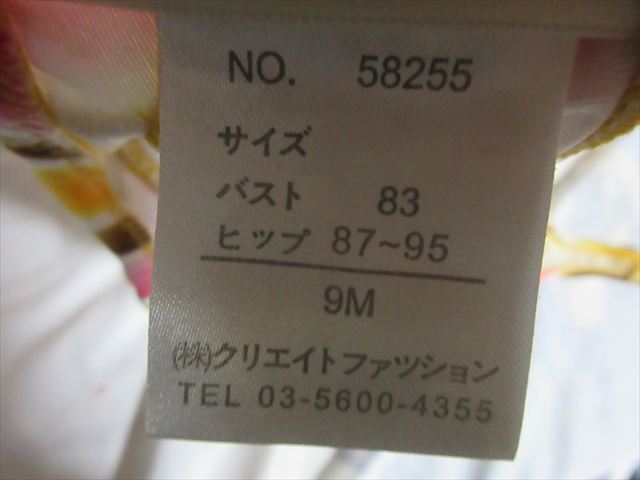 NO. 58255
サイズ
バスト 83
ヒップ 87~95
9M
(株)クリエイトファツション
TEL 03-5600-4355